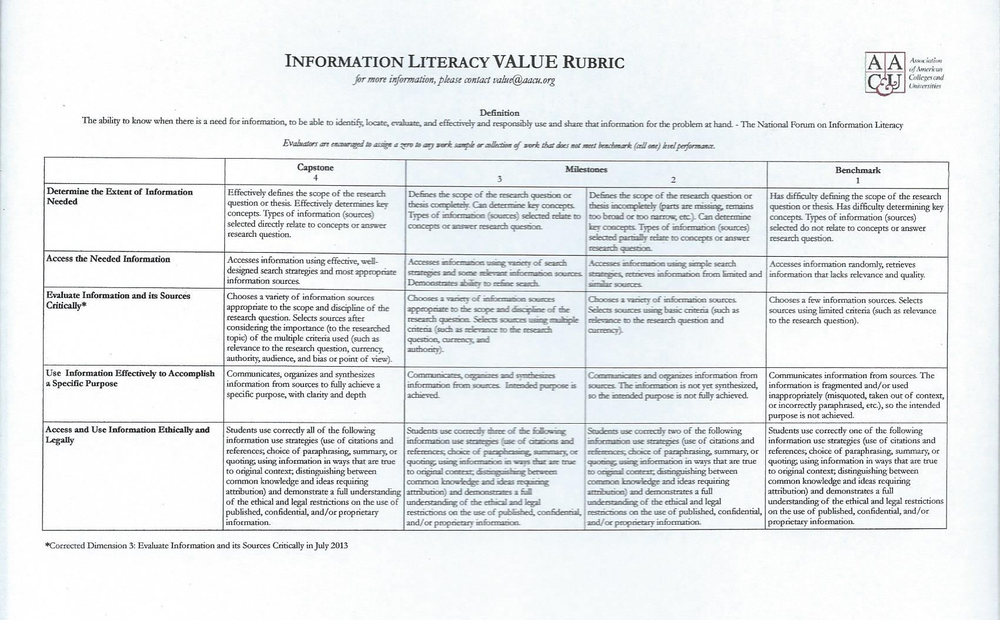 INFORMATION LITERACY VALUE RUBRIC
for more information, please contact value@aacu.org
AA
C&U
Association
of American
Colleges and
Universities
Definition
The ability to know when there is a need for information, to be able to identify, locate, evaluate, and effectively and responsibly use and share that information for the problem at hand. - The National Forum on Information Literacy
Evaluators are encouraged to assign a zero to any work sample or collection of work that does not meet benchmark (cell one) level performance.
Capstone
4
Milestones
3
2
Benchmark
1
Determine the Extent of Information
Needed
Effectively defines the scope of the research
question or thesis. Effectively determines key
concepts. Types of information (sources)
selected directly relate to concepts or answer
research question.
Defines the scope of the research question or
thesis completely. Can determine key concepts.
Types of information (sources) selected relate to
concepts or answer research question.
Defines the scope of the research question or
thesis incompletely (parts are missing, remains
too broad or too narrow, etc.). Can determine
key concepts. Types of information (sources)
selected partially relate to concepts or answer
research question.
Has difficulty defining the scope of the research
question or thesis. Has difficulty determining key
concepts. Types of information (sources)
selected do not relate to concepts or answer
research question.
Access the Needed Information
Accesses information using effective, well-
designed search strategies and most appropriate
information sources.
Accesses information using variety of search
strategies and some relevant information sources.
Demonstrates ability to refine search.
Accesses information using simple search
strategies, retrieves information from limited and
similar sources.
Accesses information randomly, retrieves
information that lacks relevance and quality.
Evaluate Information and its Sources
Critically*
Chooses a variety of information sources
appropriate to the scope and discipline of the
research question. Selects sources after
considering the importance (to the researched
topic) of the multiple criteria used (such as
relevance to the research question, currency,
authority, audience, and bias or point of view).
Chooses a variety of information sources
appropriate to the scope and discipline of the
research question. Selects sources using multiple
criteria (such as relevance to the research
question, currency, and
authority).
Chooses a variety of information sources.
Selects sources using basic criteria (such as
relevance to the research question and
currency).
Chooses a few information sources. Selects
sources using limited criteria (such as relevance
to the research question).
Use Information Effectively to Accomplish
a Specific Purpose
Communicates, organizes and synthesizes
information from sources to fully achieve a
specific purpose, with clarity and depth
Communicates, organizes and synthesizes
information from sources. Intended purpose is
achieved.
Communicates and organizes information from
sources. The information is not yet synthesized,
so the intended purpose is not fully achieved.
Communicates information from sources. The
information is fragmented and/or used
inappropriately (misquoted, taken out of context,
or incorrectly paraphrased, etc.), so the intended
purpose is not achieved.
Access and Use Information Ethically and
Legally
Students use correctly all of the following
information use strategies (use of citations and
references; choice of paraphrasing, summary, or
quoting; using information in ways that are true
to original context; distinguishing between
common knowledge and ideas requiring
attribution) and demonstrate a full understanding
of the ethical and legal restrictions on the use of
published, confidential, and/or proprietary
information.
Students use correctly three of the following
information use strategies (use of citations and
references; choice of paraphrasing, summary, or
quoting; using information in ways that are true
to original context; distinguishing between
common knowledge and ideas requiring
attribution) and demonstrates a full
understanding of the ethical and legal
restrictions on the use of published, confidential,
and/or proprietary information.
Students use correctly two of the following
information use strategies (use of citations and
references; choice of paraphrasing, summary, or
quoting; using information in ways that are true
to original context; distinguishing between
common knowledge and ideas requiring
attribution) and demonstrates a full
understanding of the ethical and legal
restrictions on the use of published, confidential,
and/or proprietary information.
Students use correctly one of the following
information use strategies (use of citations and
references; choice of paraphrasing, summary, or
quoting; using information in ways that are true
to original context; distinguishing between
common knowledge and ideas requiring
attribution) and demonstrates a full
understanding of the ethical and legal restrictions
on the use of published, confidential, and/or
proprietary information.
*Corrected Dimension 3: Evaluate Information and its Sources Critically in July 2013